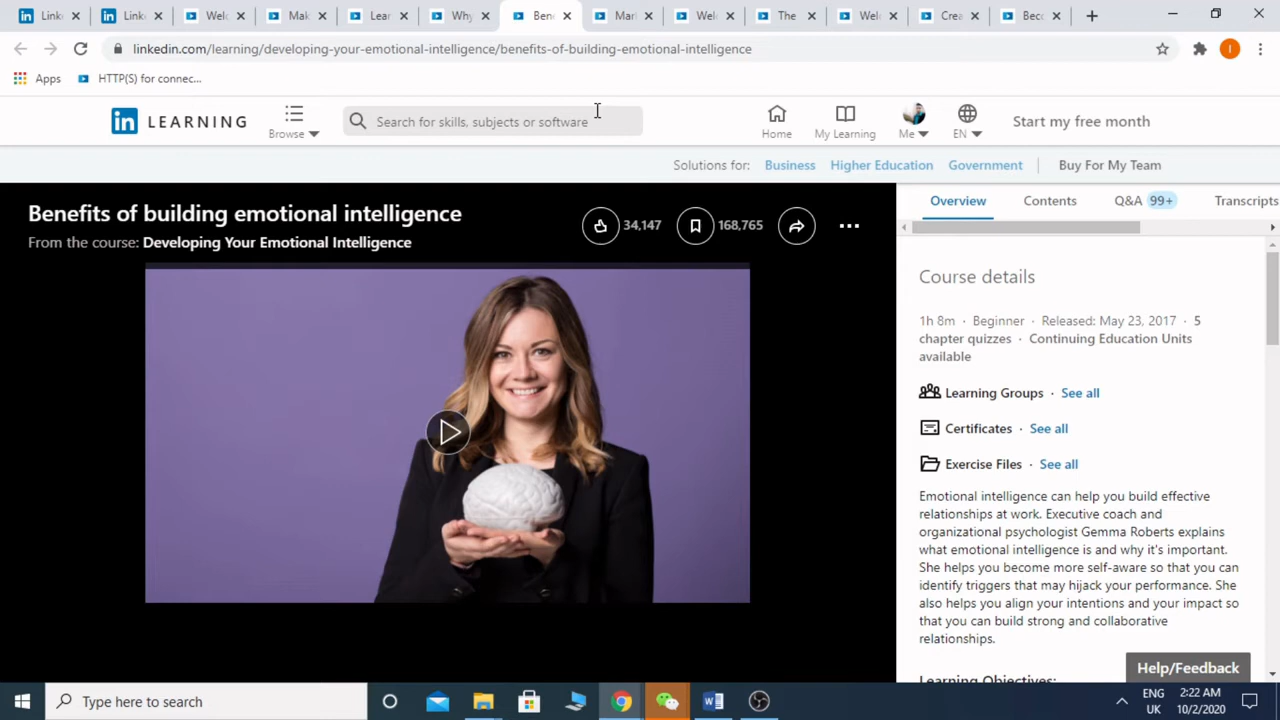 Linke
Linke
Welc
Mak
Lear
Why
Bene
Mark
Welc
The
Welc
Crea
Beco
linkedin.com/learning/developing-your-emotional-intelligence/benefits-of-building-emotional-intelligence
Apps
HTTP(S) for connec...
in LEARNING
Browse
Search for skills, subjects or software
Home
My Learning
Me
EN
Start my free month
Solutions for: Business Higher Education Government Buy For My Team
Benefits of building emotional intelligence
From the course: Developing Your Emotional Intelligence
34,147
168,765
Overview Contents Q&A 99+ Transcripts
Course details
1h 8m · Beginner · Released: May 23, 2017 · 5
chapter quizzes · Continuing Education Units
available
Learning Groups · See all
Certificates · See all
Exercise Files · See all
Emotional intelligence can help you build effective
relationships at work. Executive coach and
organizational psychologist Gemma Roberts explains
what emotional intelligence is and why it's important.
She helps you become more self-aware so that you can
identify triggers that may hijack your performance. She
also helps you align your intentions and your impact so
that you can build strong and collaborative
relationships.
Learning Objectives:
Help/Feedback
Type here to search
ENG
UK
2:22 AM
10/2/2020